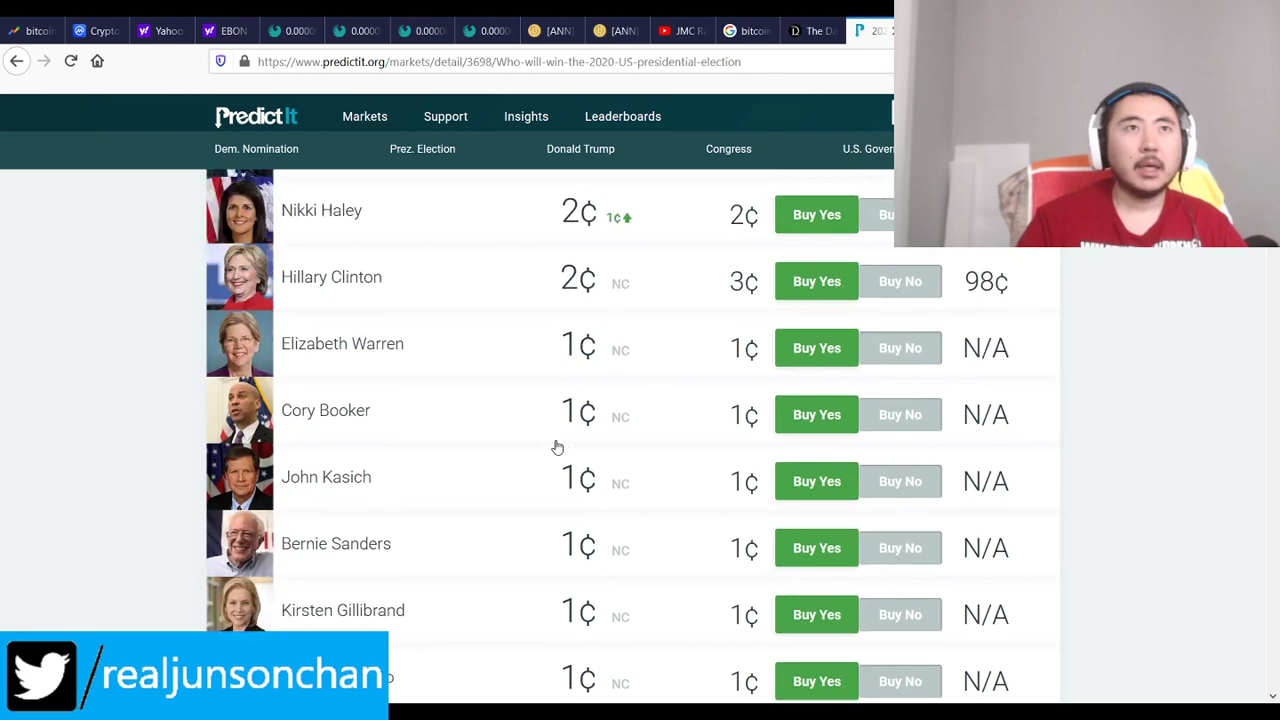 bitcoin
Crypto
Yahoo
EBON
0.0000
0.0000
0.0000
0.0000
[ANN]
[ANN]
JMC R
bitcoin
The Da
202
https://www.predictit.org/markets/detail/3698/Who-will-win-the-2020-US-presidential-election
PredictIt Markets Support Insights Leaderboards
Dem. Nomination Prez. Election Donald Trump Congress U.S. Gover
Nikki Haley 2¢ 1¢ 2¢ Buy Yes Bu
Hillary Clinton 2¢ NC 3¢ Buy Yes Buy No 98¢
Elizabeth Warren 1¢ NC 1¢ Buy Yes Buy No N/A
Cory Booker 1¢ NC 1¢ Buy Yes Buy No N/A
John Kasich 1¢ NC 1¢ Buy Yes Buy No N/A
Bernie Sanders 1¢ NC 1¢ Buy Yes Buy No N/A
Kirsten Gillibrand 1¢ NC 1¢ Buy Yes Buy No N/A
o 1¢ NC 1¢ Buy Yes Buy No N/A
/realjunsonchan